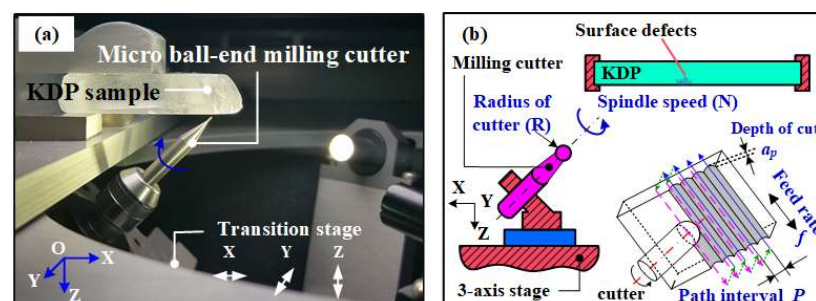 (a)
Micro ball-end milling cutter
KDP sample
Transition stage
X Y Z
O X
Y
Z
(b)
Surface defects
Milling cutter
KDP
Radius of
cutter (R)
Spindle speed (N)
Depth of cut
aₚ
X
Y
Z
Feed rate
f
3-axis stage
cutter
Path interval P